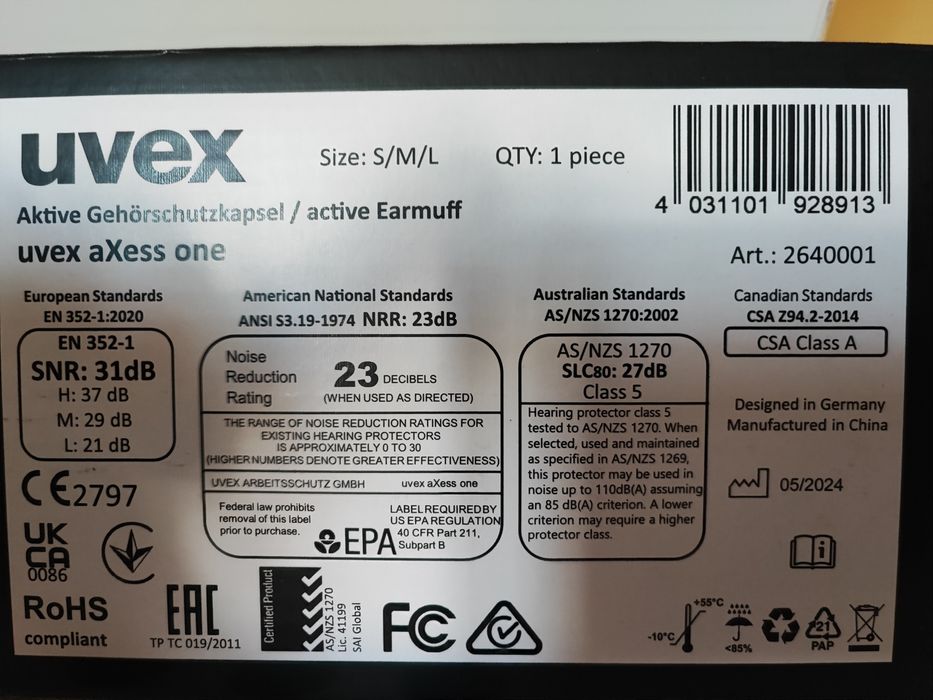 uvex
Size: S/M/L
QTY: 1 piece
4 031101 928913
Aktive Gehörschutzkapsel / active Earmuff
uvex aXess one
Art.: 2640001
European Standards
EN 352-1:2020
EN 352-1
SNR: 31dB
H: 37 dB
M: 29 dB
L: 21 dB
CE2797
UK
CA
0086
RoHS
compliant
EAC
TP TC 019/2011
American National Standards
ANSI S3.19-1974 NRR: 23dB
Noise
Reduction
Rating
23 DECIBELS
(WHEN USED AS DIRECTED)
THE RANGE OF NOISE REDUCTION RATINGS FOR
EXISTING HEARING PROTECTORS
IS APPROXIMATELY 0 TO 30
(HIGHER NUMBERS DENOTE GREATER EFFECTIVENESS)
UVEX ARBEITSSCHUTZ GMBH uvex aXess one
Federal law prohibits
removal of this label
prior to purchase.
EPA
LABEL REQUIRED BY
US EPA REGULATION
40 CFR Part 211,
Subpart B
Certified Product
AS/NZS 1270
Lic. 41199
SAI Global
FC
Australian Standards
AS/NZS 1270:2002
AS/NZS 1270
SLC80: 27dB
Class 5
Hearing protector class 5
tested to AS/NZS 1270. When
selected, used and maintained
as specified in AS/NZS 1269,
this protector may be used in
noise up to 110dB(A) assuming
an 85 dB(A) criterion. A lower
criterion may require a higher
protector class.
Canadian Standards
CSA Z94.2-2014
CSA Class A
Designed in Germany
Manufactured in China
05/2024
i
-10°C
+55°C
<85%
21
PAP